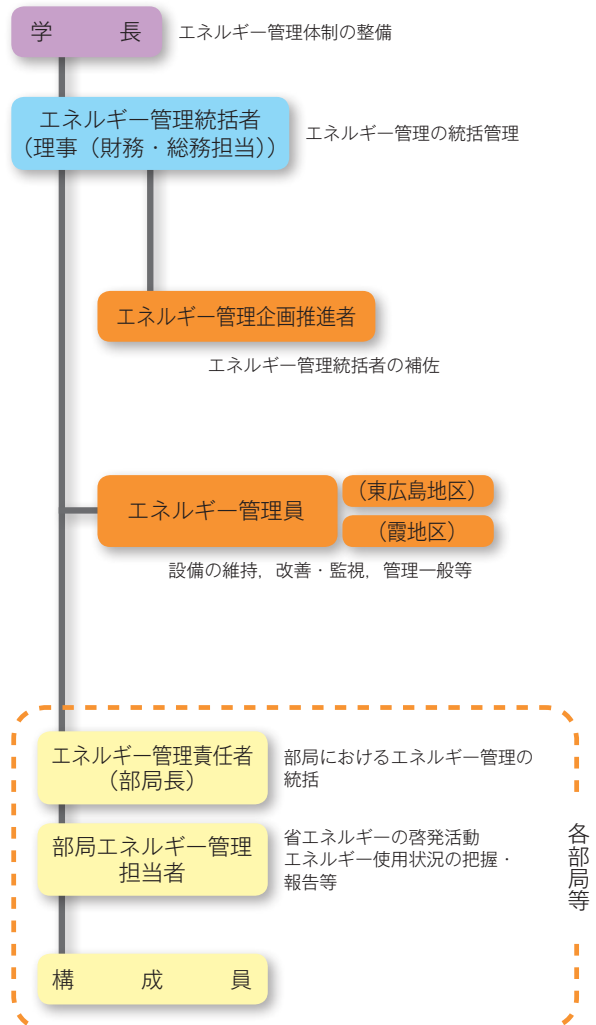 学長
エネルギー管理体制の整備
エネルギー管理統括者
（理事（財務・総務担当））
エネルギー管理の統括管理
エネルギー管理企画推進者
エネルギー管理統括者の補佐
エネルギー管理員
（東広島地区）
（霞地区）
設備の維持，改善・監視，管理一般等
エネルギー管理責任者
（部局長）
部局におけるエネルギー管理の
統括
部局エネルギー管理
担当者
省エネルギーの啓発活動
エネルギー使用状況の把握・
報告等
構成員
各部局等